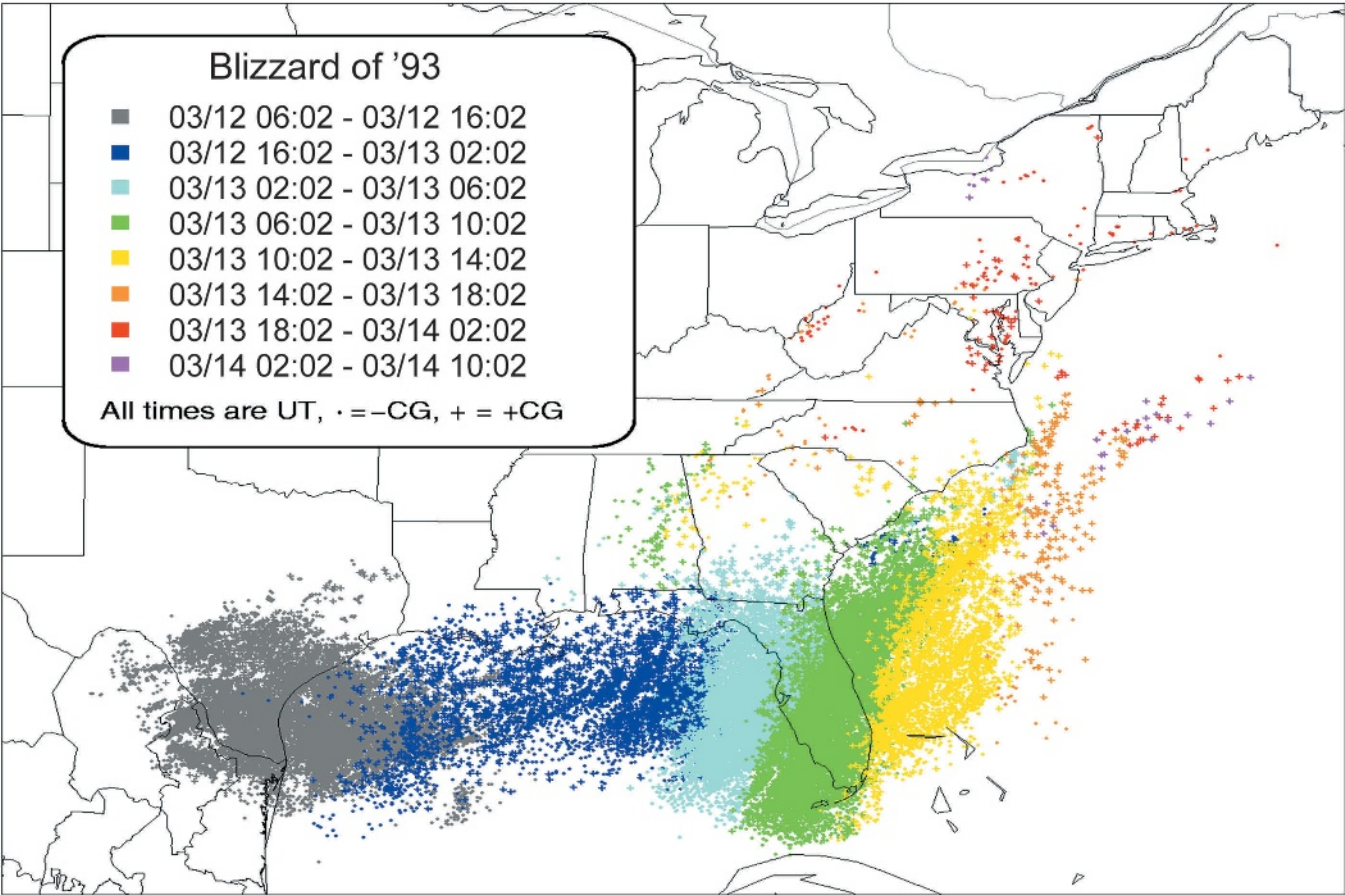 Blizzard of ’93
03/12 06:02 - 03/12 16:02
03/12 16:02 - 03/13 02:02
03/13 02:02 - 03/13 06:02
03/13 06:02 - 03/13 10:02
03/13 10:02 - 03/13 14:02
03/13 14:02 - 03/13 18:02
03/13 18:02 - 03/14 02:02
03/14 02:02 - 03/14 10:02
All times are UT, · = −CG, + = +CG